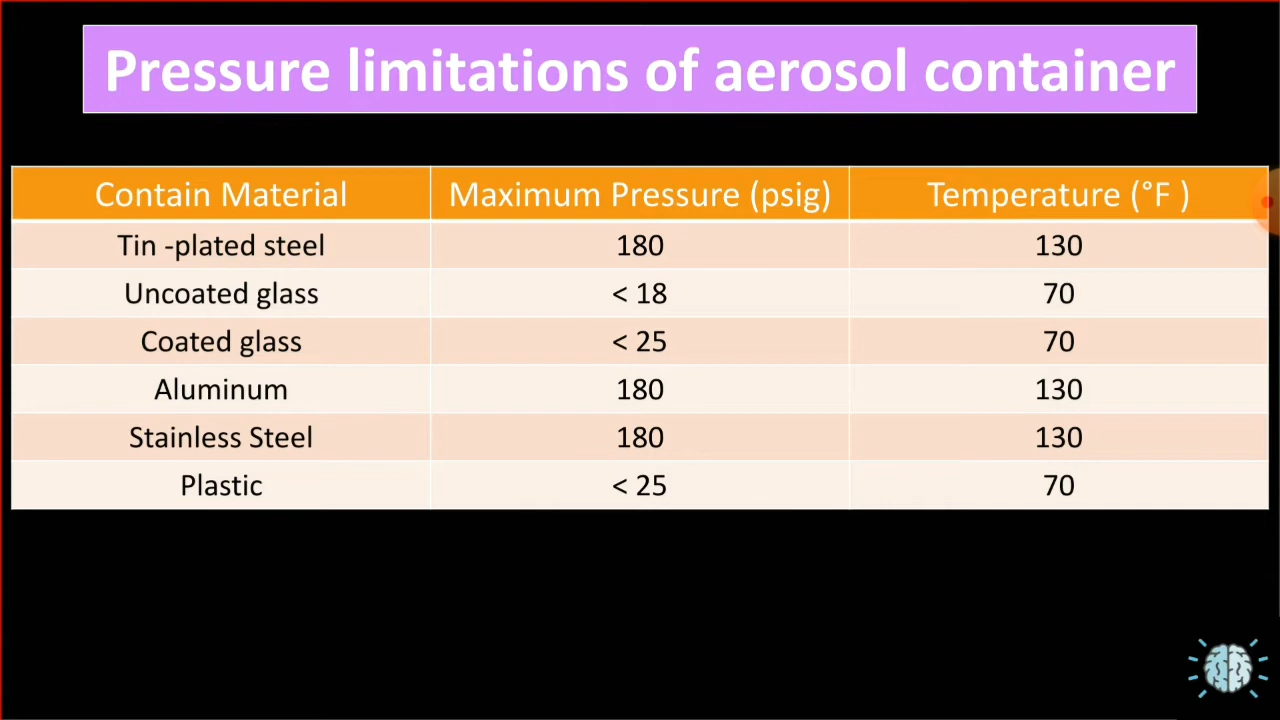 Pressure limitations of aerosol container
Contain Material Maximum Pressure (psig) Temperature (°F )
Tin -plated steel 180 130
Uncoated glass < 18 70
Coated glass < 25 70
Aluminum 180 130
Stainless Steel 180 130
Plastic < 25 70